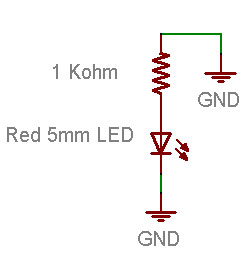 1 Kohm
GND
Red 5mm LED
GND